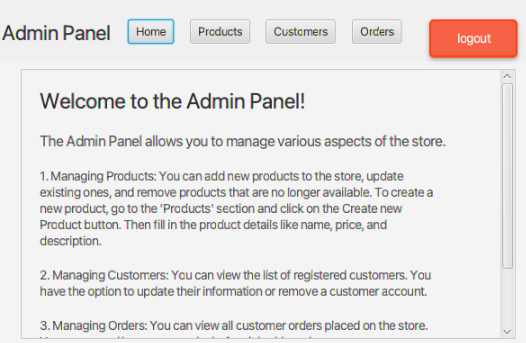 Admin Panel Home Products Customers Orders logout
Welcome to the Admin Panel!
The Admin Panel allows you to manage various aspects of the store.
1. Managing Products: You can add new products to the store, update
existing ones, and remove products that are no longer available. To create
a new product, go to the 'Products' section and click on the Create new
Product button. Then fill in the product details like name, price, and
description.
2. Managing Customers: You can view the list of registered customers. You
have the option to update their information or remove a customer account.
3. Managing Orders: You can view all customer orders placed on the store.